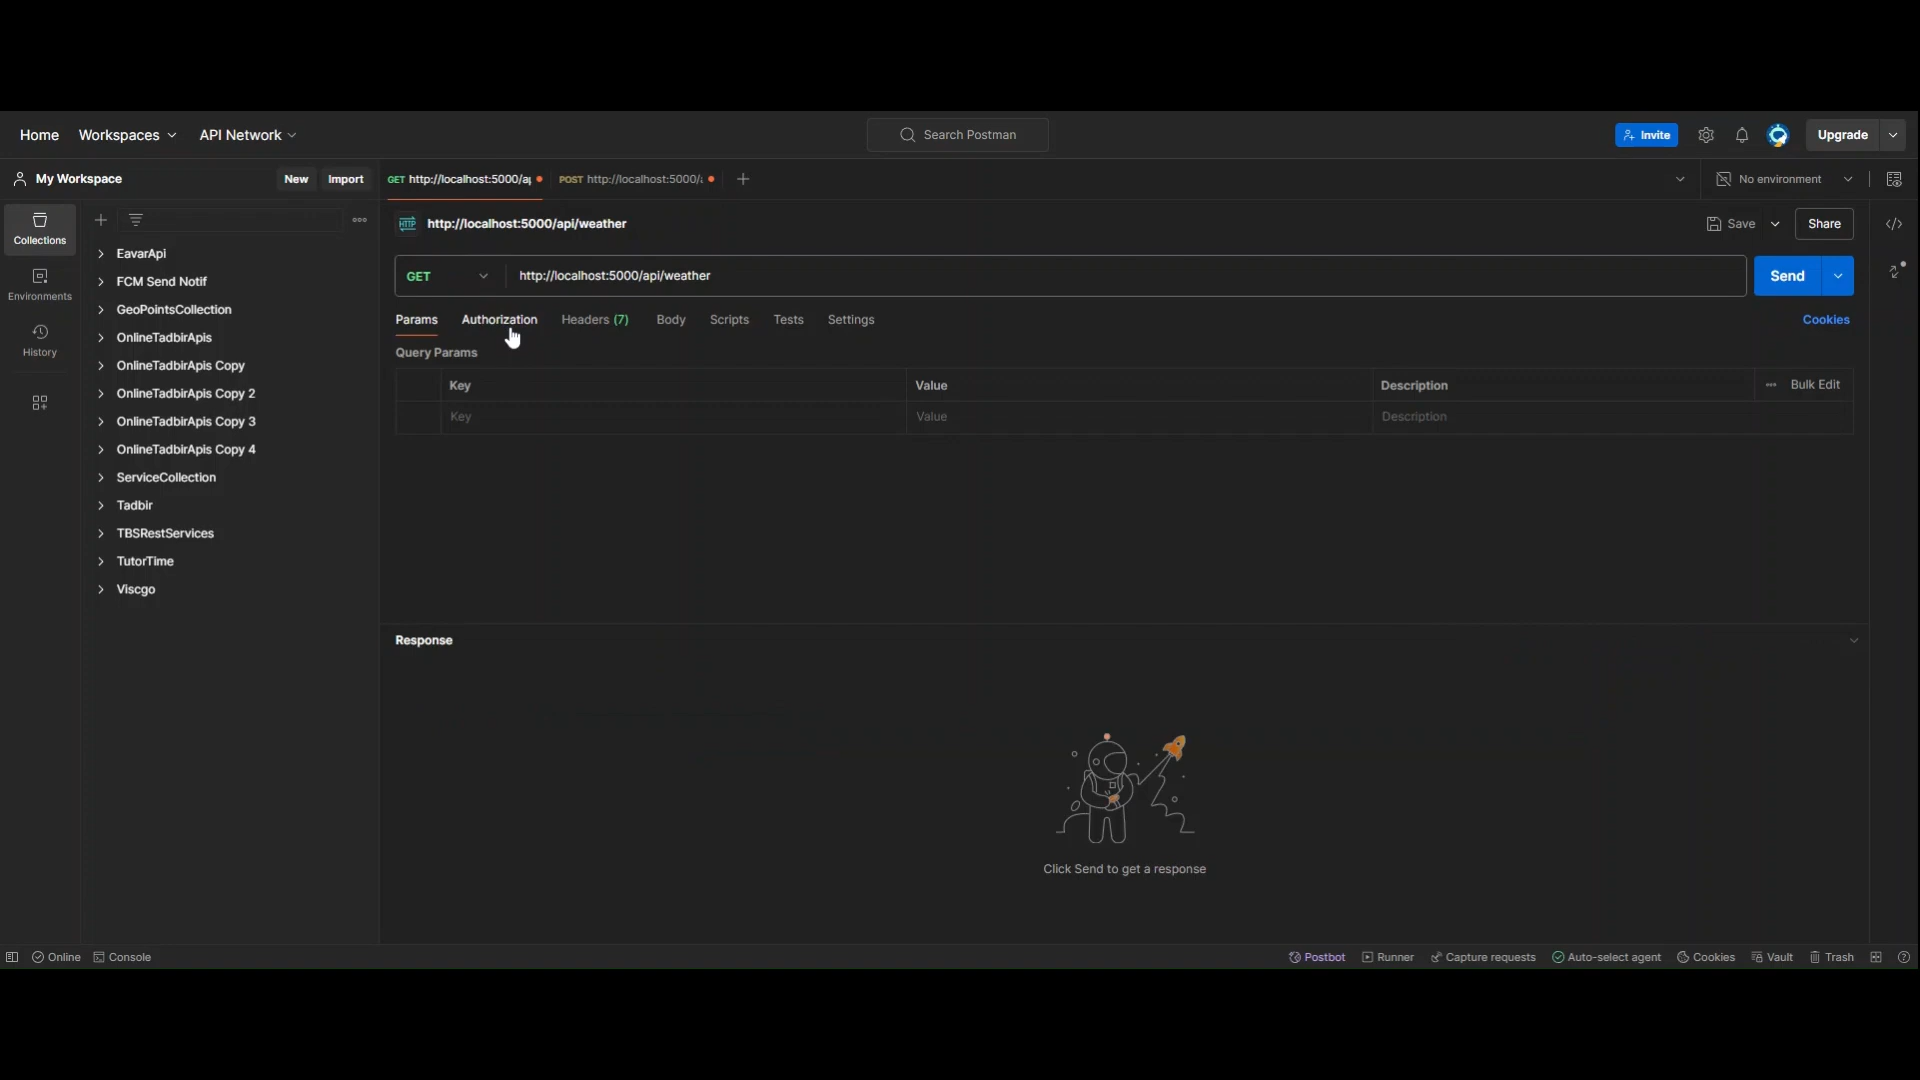 Home Workspaces API Network Search Postman Invite Upgrade
My Workspace New Import GET http://localhost:5000/a POST http://localhost:5000/ No environment
Collections
Environments
History
EavarApi
FCM Send Notif
GeoPointsCollection
OnlineTadbirApis
OnlineTadbirApis Copy
OnlineTadbirApis Copy 2
OnlineTadbirApis Copy 3
OnlineTadbirApis Copy 4
ServiceCollection
Tadbir
TBSRestServices
TutorTime
Viscgo
HTTP http://localhost:5000/api/weather Save Share
GET http://localhost:5000/api/weather Send
Params Authorization Headers (7) Body Scripts Tests Settings Cookies
Query Params
Key Value Description Bulk Edit
Key Value Description
Response
Click Send to get a response
Online Console Postbot Runner Capture requests Auto-select agent Cookies Vault Trash